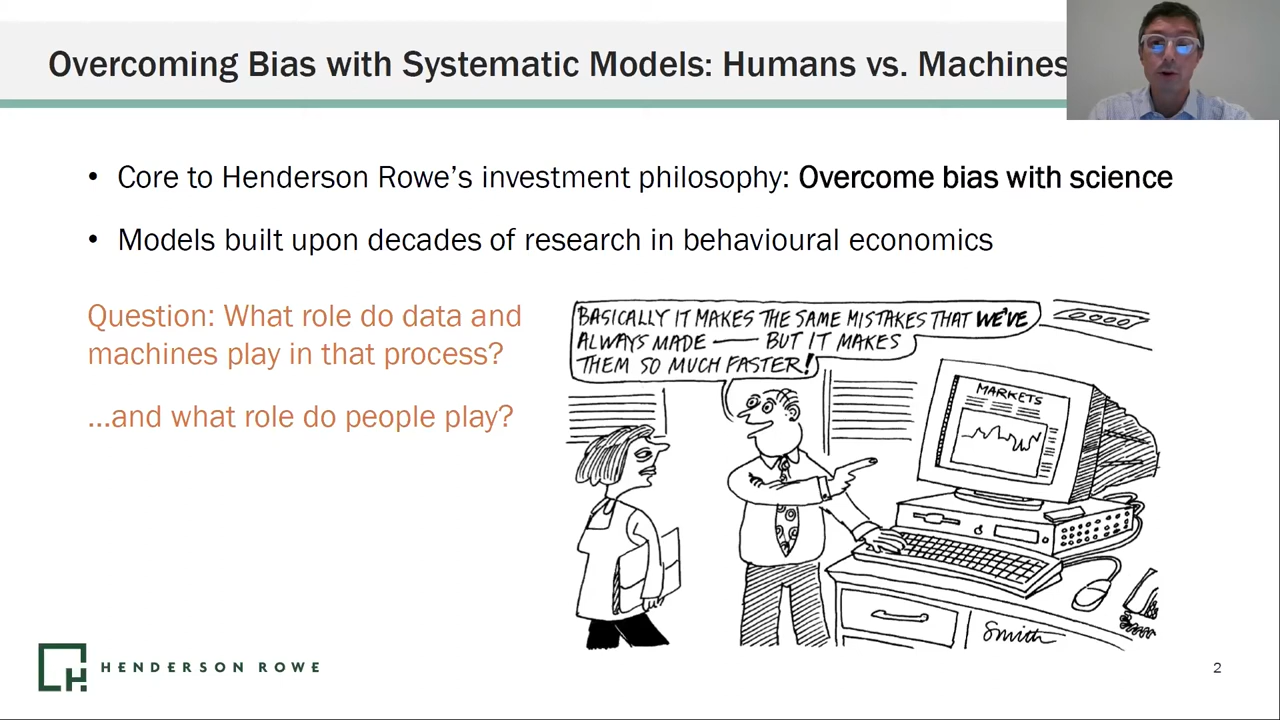 Overcoming Bias with Systematic Models: Humans vs. Machines
• Core to Henderson Rowe's investment philosophy: Overcome bias with science
• Models built upon decades of research in behavioural economics
Question: What role do data and
machines play in that process?
...and what role do people play?
BASICALLY IT MAKES THE SAME MISTAKES THAT WE'VE
ALWAYS MADE — BUT IT MAKES
THEM SO MUCH FASTER!
MARKETS
Smith
HENDERSON ROWE
2